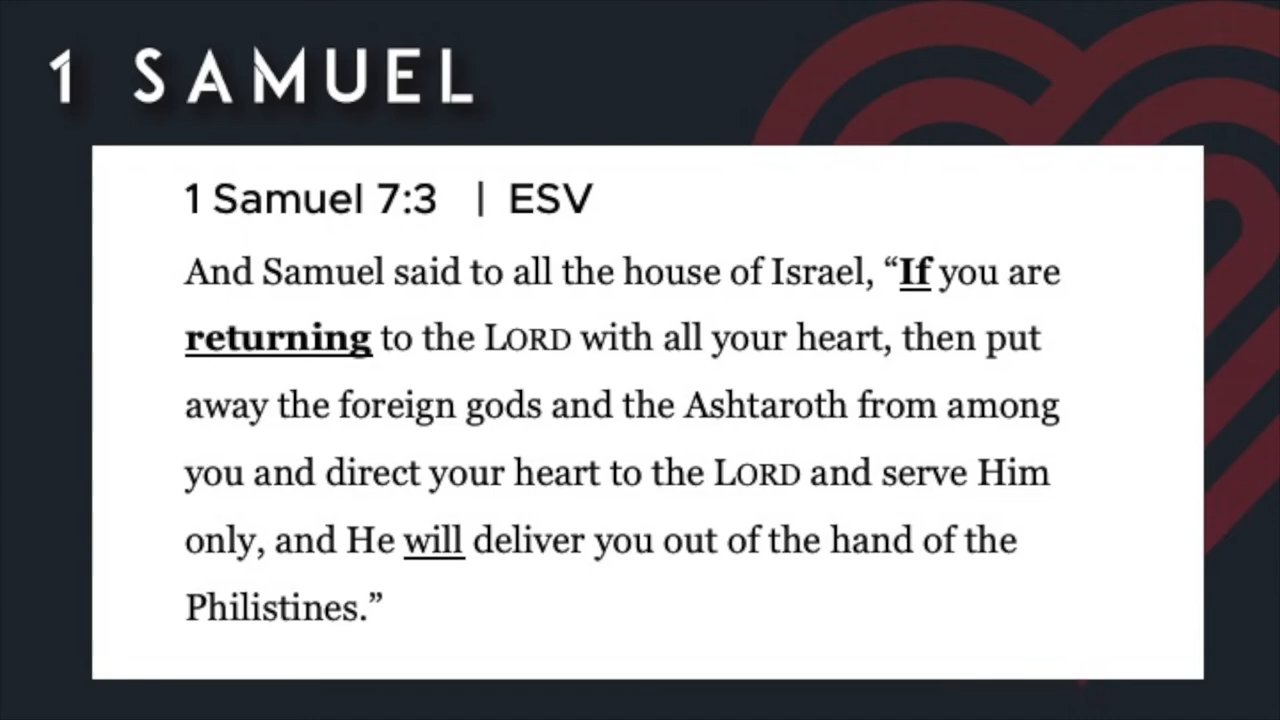 1 SAMUEL
1 Samuel 7:3 | ESV
And Samuel said to all the house of Israel, “If you are
returning to the LORD with all your heart, then put
away the foreign gods and the Ashtaroth from among
you and direct your heart to the LORD and serve Him
only, and He will deliver you out of the hand of the
Philistines.”